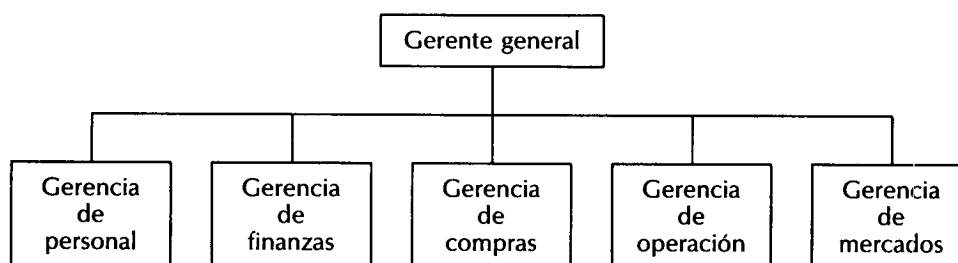 Gerente general
Gerencia
de
personal
Gerencia
de
finanzas
Gerencia
de
compras
Gerencia
de
operación
Gerencia
de
mercados